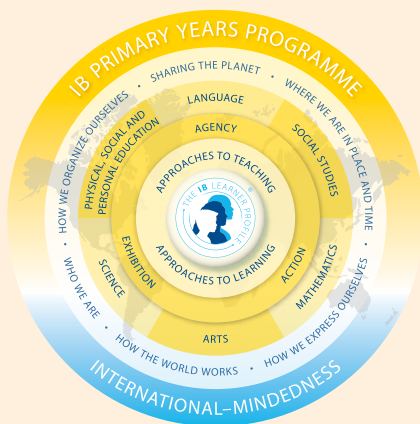 IB PRIMARY YEARS PROGRAMME
HOW WE ORGANIZE OURSELVES • SHARING THE PLANET • WHERE WE ARE IN PLACE AND TIME •
LANGUAGE
PHYSICAL, SOCIAL AND
PERSONAL EDUCATION
SOCIAL STUDIES
AGENCY
APPROACHES TO TEACHING
THE IB LEARNER PROFILE
APPROACHES TO LEARNING
EXHIBITION
ACTION
SCIENCE
MATHEMATICS
ARTS
• WHO WE ARE • HOW THE WORLD WORKS • HOW WE EXPRESS OURSELVES
INTERNATIONAL–MINDEDNESS